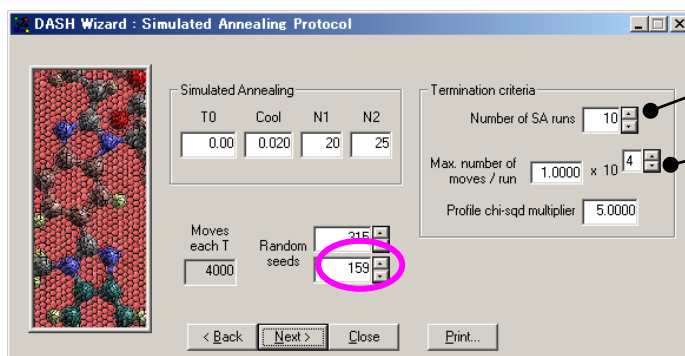 DASH Wizard : Simulated Annealing Protocol
Simulated Annealing
T0 Cool N1 N2
0.00 0.020 20 25
Termination criteria
Number of SA runs 10
Max. number of moves / run 1.0000 x 10 4
Profile chi-sqd multiplier 5.0000
Moves each T
4000
Random seeds
315
159
< Back Next > Close Print...